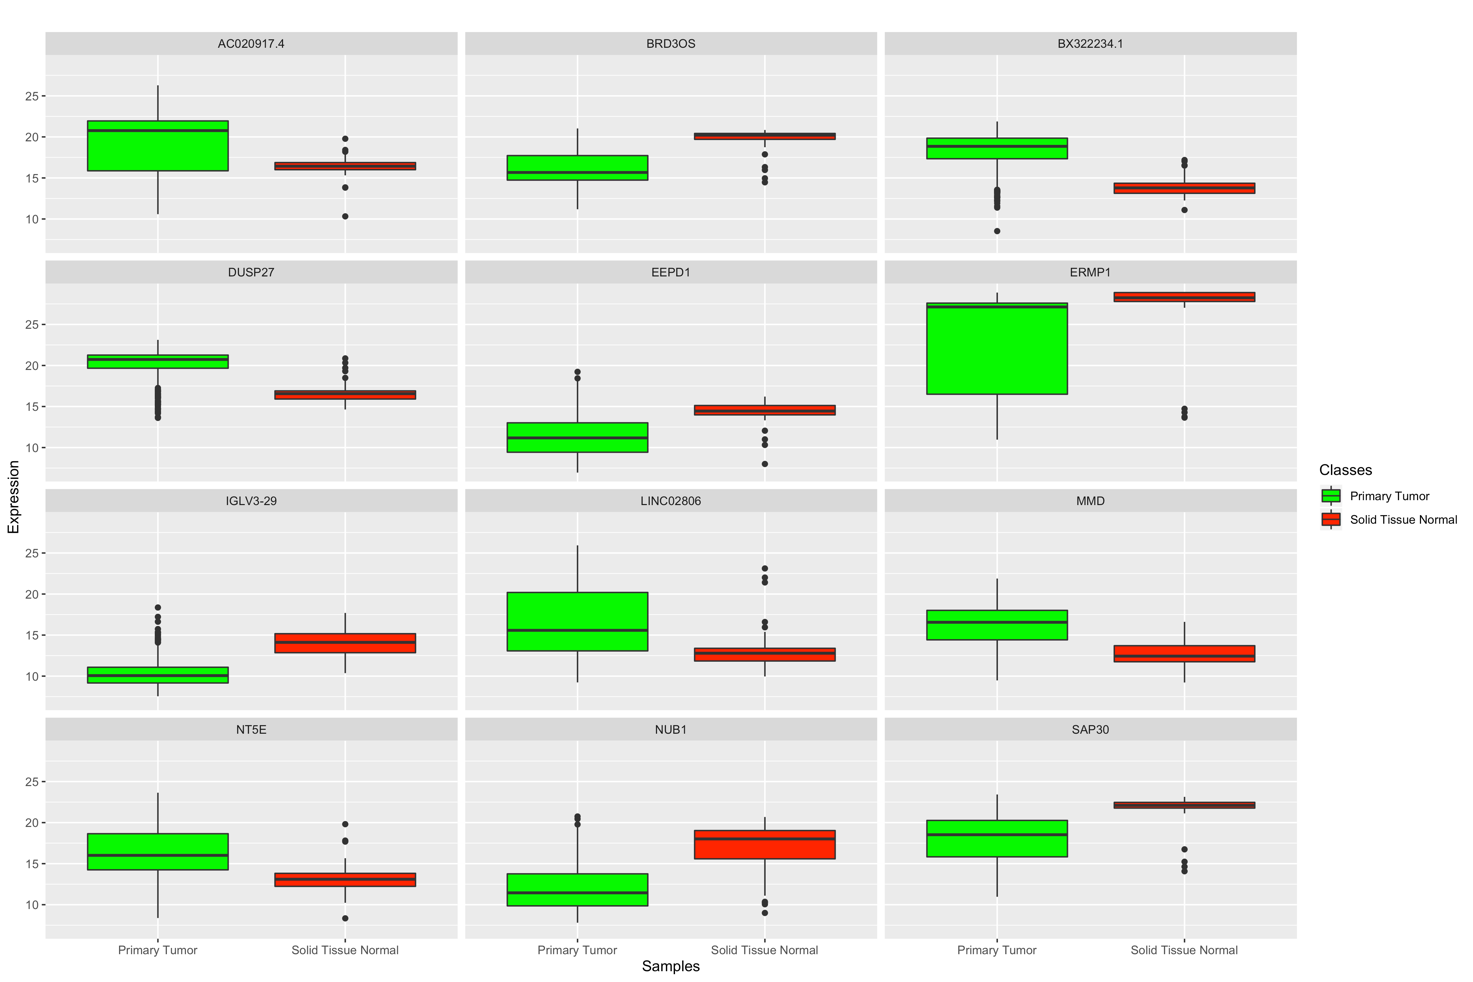 AC020917.4 BRD3OS BX322234.1
25
20
15
10
DUSP27 EEPD1 ERMP1
25
20
15
10
Expression
IGLV3-29 LINC02806 MMD
25
20
15
10
NT5E NUB1 SAP30
25
20
15
10
Primary Tumor Solid Tissue Normal Primary Tumor Solid Tissue Normal Primary Tumor Solid Tissue Normal
Samples
Classes
Primary Tumor
Solid Tissue Normal